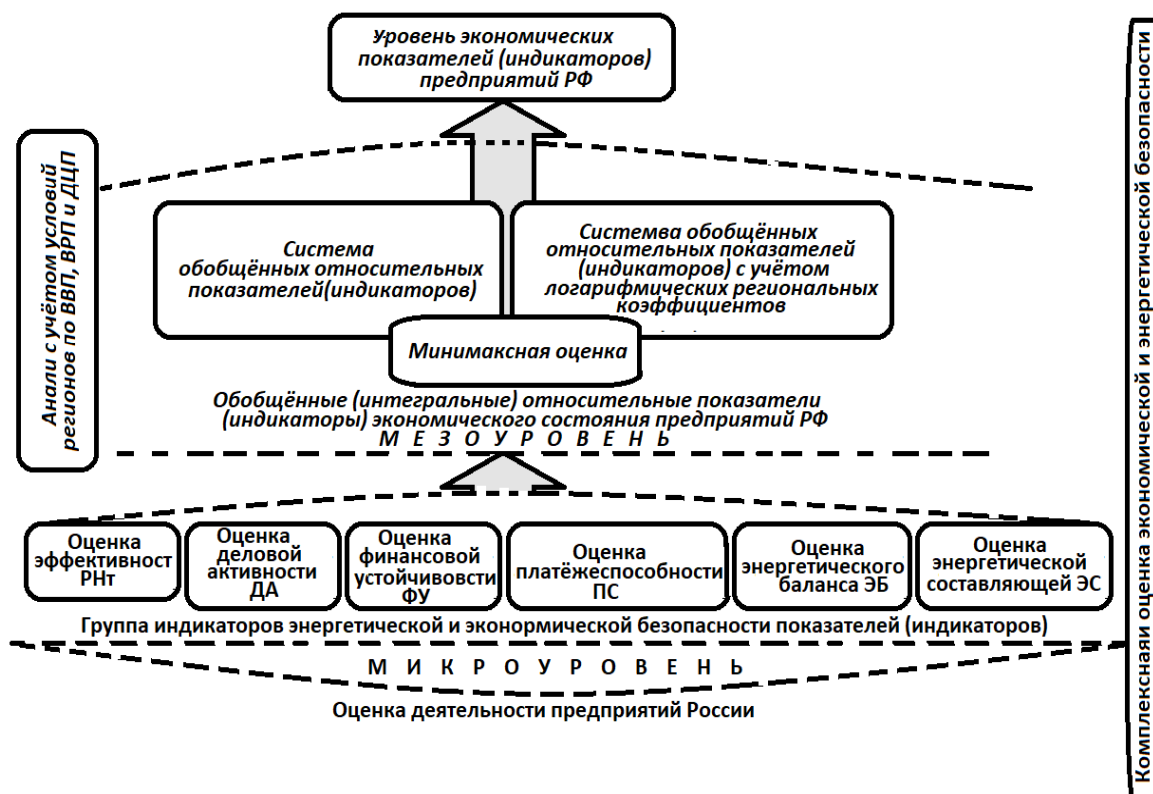 Уровень экономических
показателей (индикаторов)
предприятий РФ
Анали с учётом условий
регионов по ВВП, ВРП и ДЦП
Система
обобщённых относительных
показателей(индикаторов)
Системва обобщённых
относительных показателей
(индикаторов) с учётом
логарифмических региональных
коэффициентов
Минимаксная оценка
Обобщённые (интегральные) относительные показатели
(индикаторы) экономического состояния предприятий РФ
М Е З О У Р О В Е Н Ь
Оценка
эффективност
РНт
Оценка
деловой
активности
ДА
Оценка
финансовой
устойчивовсти
ФУ
Оценка
платёжеспособности
ПС
Оценка
энергетического
баланса ЭБ
Оценка
энергетической
составляющей ЭС
Группа индикаторов энергетической и эконормической безопасности показателей (индикаторов)
М И К Р О У Р О В Е Н Ь
Оценка деятельности предприятий России
Комплекснаяи оценка экономической и энергетической безопасности